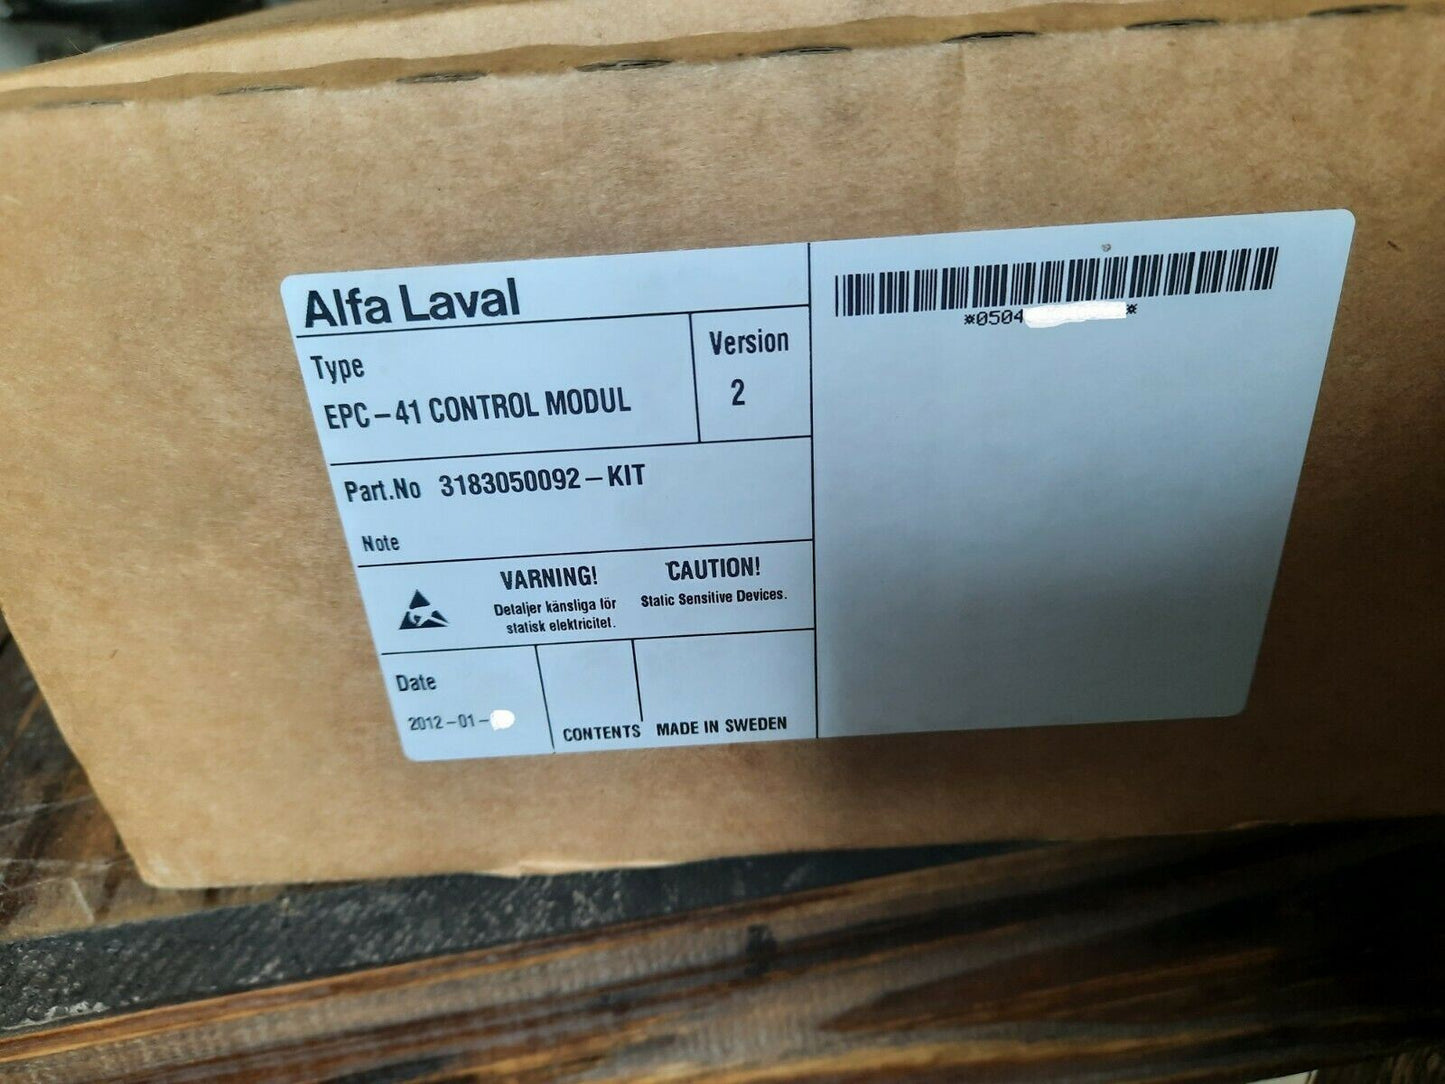 Alfa Laval
Type
EPC-41 CONTROL MODUL
Version
2
Part.No 3183050092-KIT
Note
VARNING!
Detaljer känsliga för
statisk elektricitet.
CAUTION!
Static Sensitive Devices.
Date
2012-01-
CONTENTS
MADE IN SWEDEN
*0504 *